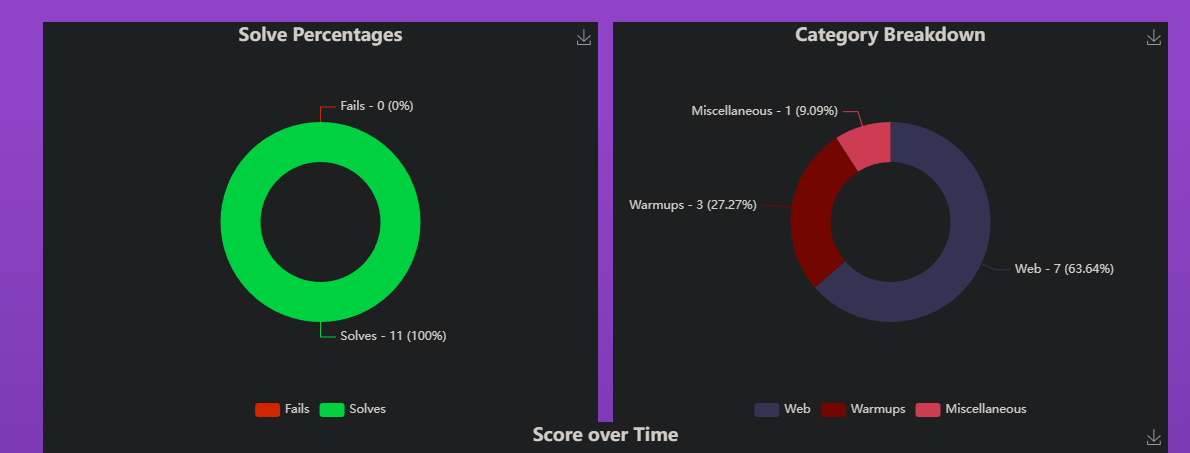 Solve Percentages
Fails - 0 (0%)
Solves - 11 (100%)
Fails Solves
Category Breakdown
Miscellaneous - 1 (9.09%)
Warmups - 3 (27.27%)
Web - 7 (63.64%)
Web Warmups Miscellaneous
Score over Time